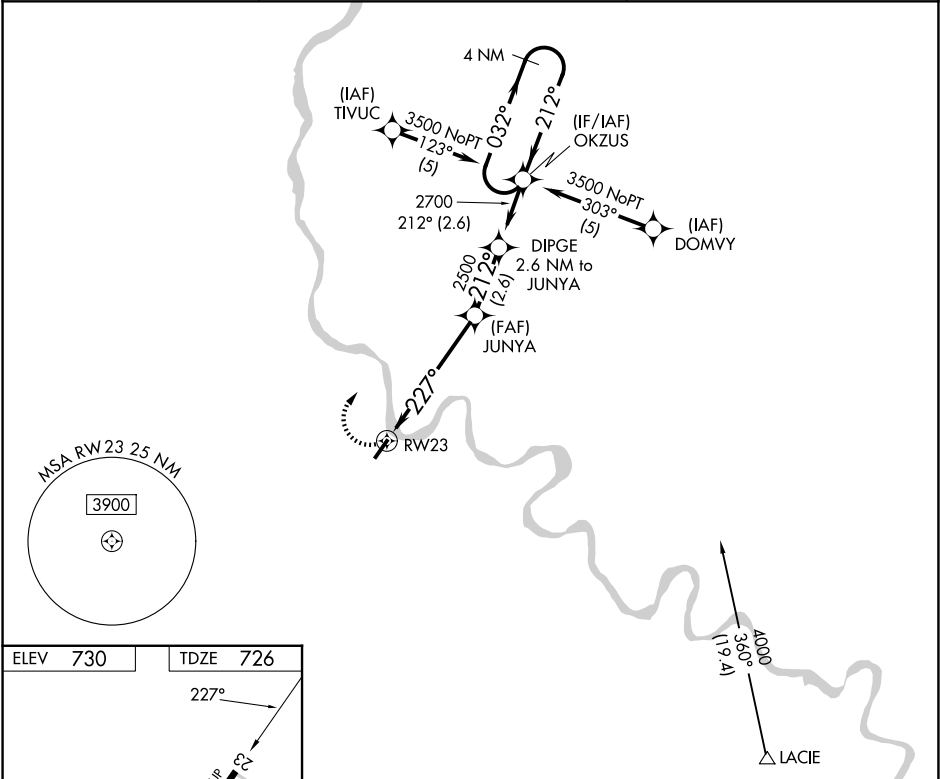 4 NM
032°
212°
(IAF)
TIVUC
3500 NoPT
123°
(5)
(IF/IAF)
OKZUS
3500 NoPT
303°
(5)
(IAF)
DOMVY
2700
212° (2.6)
DIPGE
2.6 NM to
JUNYA
2500
212°
(2.6)
(FAF)
JUNYA
227°
RW23
MSA RW23 25 NM
3900
4000
360°
(19.4)
LACIE
ELEV 730
TDZE 726
227°
23
UP